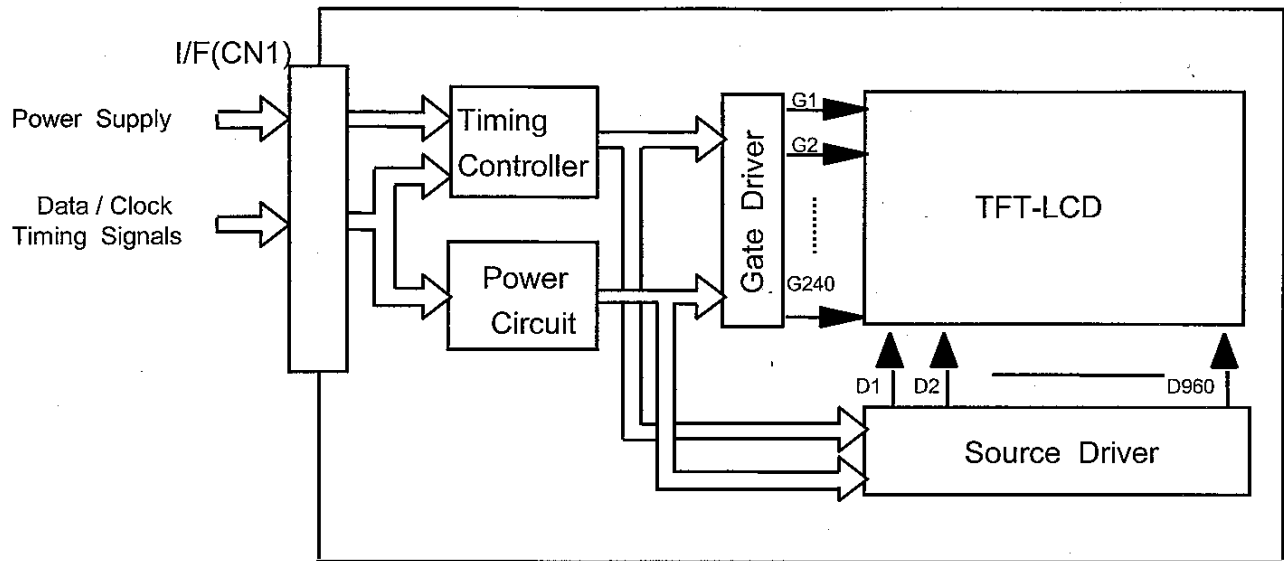 I/F(CN1)
Power Supply
Data / Clock
Timing Signals
Timing
Controller
Power
Circuit
Gate Driver
G1
G2
G240
TFT-LCD
D1
D2
D960
Source Driver